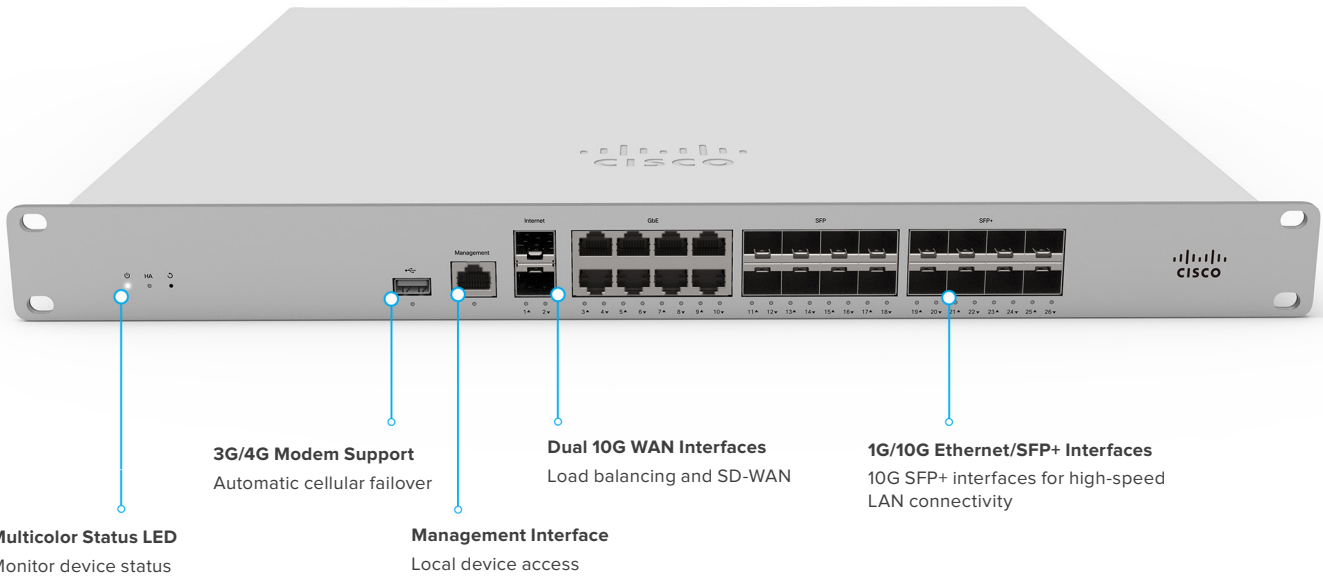 CISCO
Internet
GbE
SFP
SFP+
Management
HA
CISCO
1▲ 2▼
3▲ 4▼ 5▲ 6▼ 7▲ 8▼ 9▲ 10▼
11▲ 12▼ 13▲ 14▼ 15▲ 16▼ 17▲ 18▼
19▲ 20▼ 21▲ 22▼ 23▲ 24▼ 25▲ 26▼
3G/4G Modem Support
Automatic cellular failover
Dual 10G WAN Interfaces
Load balancing and SD-WAN
1G/10G Ethernet/SFP+ Interfaces
10G SFP+ interfaces for high-speed
LAN connectivity
Multicolor Status LED
Monitor device status
Management Interface
Local device access